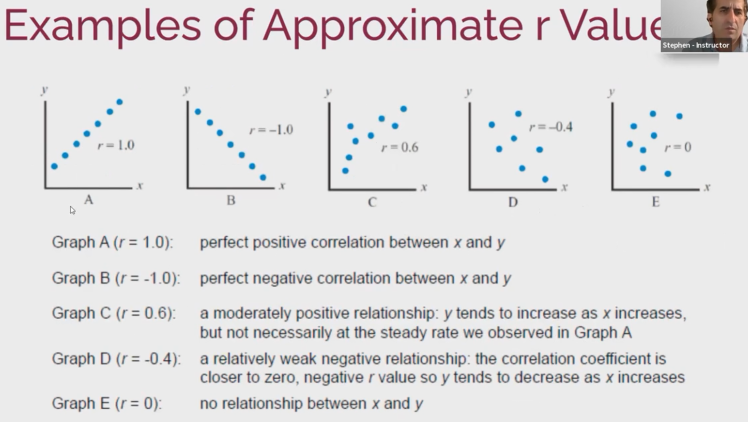 Examples of Approximate r Value
Stephen - Instructor
y
r = 1.0
x
A
y
r = –1.0
x
B
y
r = 0.6
x
C
y
r = –0.4
x
D
y
r = 0
x
E
Graph A (r = 1.0): perfect positive correlation between x and y
Graph B (r = -1.0): perfect negative correlation between x and y
Graph C (r = 0.6): a moderately positive relationship: y tends to increase as x increases,
but not necessarily at the steady rate we observed in Graph A
Graph D (r = -0.4): a relatively weak negative relationship: the correlation coefficient is
closer to zero, negative r value so y tends to decrease as x increases
Graph E (r = 0): no relationship between x and y